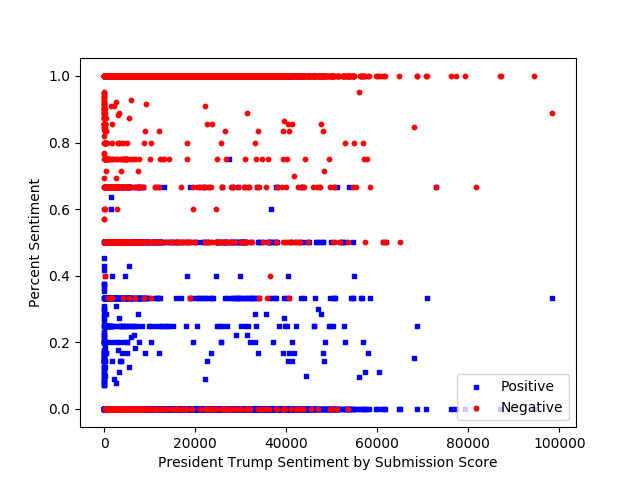 1.0
0.8
0.6
0.4
0.2
0.0
Percent Sentiment
Positive
Negative
0 20000 40000 60000 80000 100000
President Trump Sentiment by Submission Score